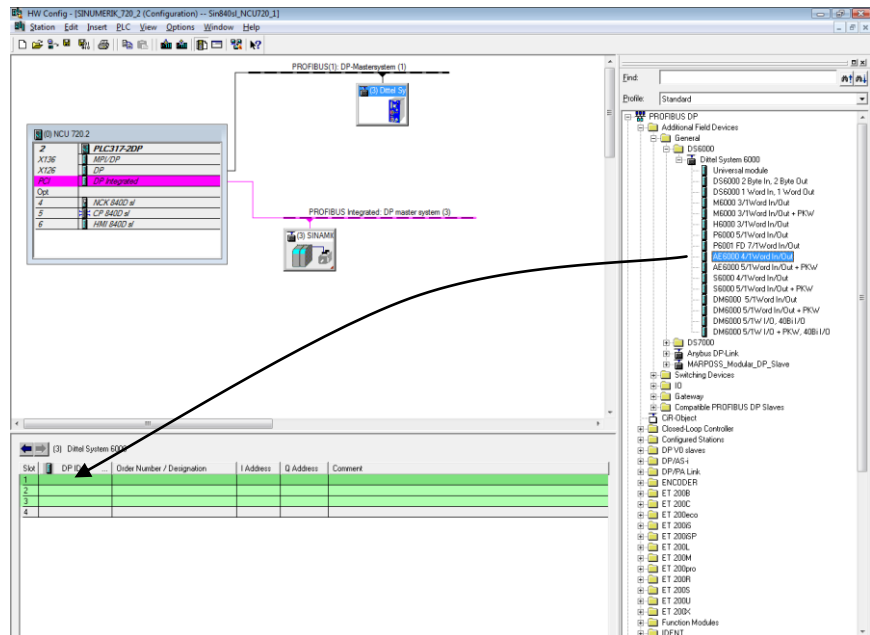 HW Config - [SINUMERIK_720_2 (Configuration) -- Sin840sl_NCU720_1]
Station Edit Insert PLC View Options Window Help
PROFIBUS(1): DP-Mastersystem (1)
(3) Dittel Sy
(0) NCU 720.2
2 PLC317-2DP
X136 MPI/DP
X126 DP
PCI DP Integrated
Opt
4 NCK 840D sl
5 CP 840D sl
6 HMI 840D sl
PROFIBUS Integrated: DP master system (3)
(3) SINAMI
(3) Dittel System 6000
Slot DP ID ... Order Number / Designation I Address Q Address Comment
1
2
3
4
Find:
Profile: Standard
PROFIBUS DP
Additional Field Devices
General
DS6000
Dittel System 6000
Universal module
DS6000 2 Byte In, 2 Byte Out
DS6000 1 Word In, 1 Word Out
M6000 3/1Word In/Out
M6000 3/1Word In/Out + PKW
H6000 3/1Word In/Out
P6000 5/1Word In/Out
P6001 FD 7/1Word In/Out
AE6000 4/1Word In/Out
AE6000 5/1Word In/Out + PKW
S6000 4/1Word In/Out
S6000 5/1Word In/Out + PKW
DM6000 5/1Word In/Out
DM6000 5/1Word In/Out + PKW
DM6000 5/1W I/O, 40Bi I/O
DM6000 5/1W I/O + PKW, 40Bi I/O
DS7000
Anybus DP-Link
MARPOSS_Modular_DP_Slave
Switching Devices
IO
Gateway
Compatible PROFIBUS DP Slaves
CiR-Object
Closed-Loop Controller
Configured Stations
DP V0 slaves
DP/AS-i
DP/PA Link
ENCODER
ET 200B
ET 200C
ET 200eco
ET 200iS
ET 200iSP
ET 200L
ET 200M
ET 200pro
ET 200R
ET 200S
ET 200U
ET 200X
Function Modules
IDENT